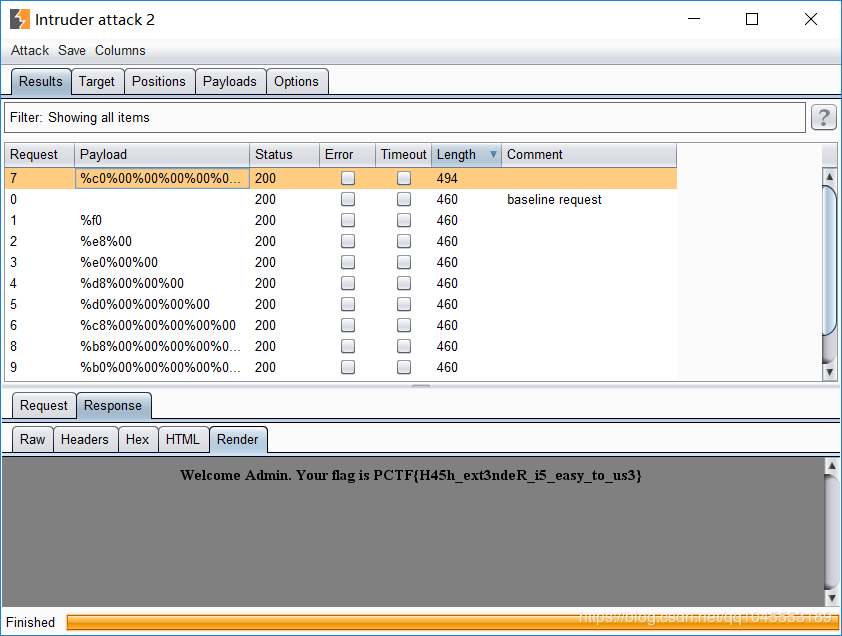 Intruder attack 2
Attack Save Columns
Results Target Positions Payloads Options
Filter: Showing all items ?
Request Payload Status Error Timeout Length Comment
7 %c0%00%00%00%00%0... 200 494
0 200 460 baseline request
1 %f0 200 460
2 %e8%00 200 460
3 %e0%00%00 200 460
4 %d8%00%00%00 200 460
5 %d0%00%00%00%00 200 460
6 %c8%00%00%00%00%00 200 460
8 %b8%00%00%00%00%0... 200 460
9 %b0%00%00%00%00%0... 200 460
Request Response
Raw Headers Hex HTML Render
Welcome Admin. Your flag is PCTF{H45h_ext3ndeR_i5_easy_to_us3}
Finished